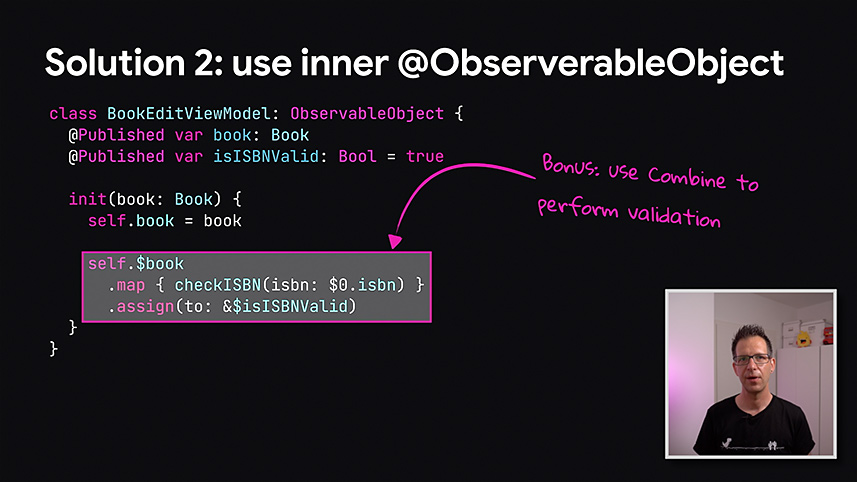 Solution 2: use inner @ObserverableObject
class BookEditViewModel: ObservableObject {
@Published var book: Book
@Published var isISBNValid: Bool = true
init(book: Book) {
self.book = book
Bonus: use Combine to
perform validation
self.$book
.map { checkISBN(isbn: $0.isbn) }
.assign(to: &$isISBNValid)
}
}